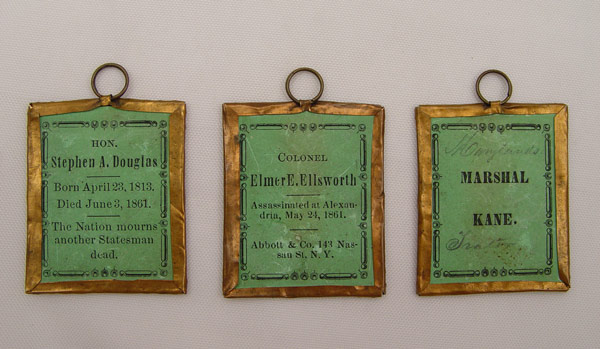 HON.
Stephen A. Douglas
Born April 23, 1813.
Died June 3, 1861.
The Nation mourns
another Statesman
dead.
COLONEL
Elmer E. Ellsworth
Assassinated at Alexan-
dria, May 24, 1861.
Abbott & Co. 143 Nas-
sau St. N. Y.
Maryland's
MARSHAL
KANE.